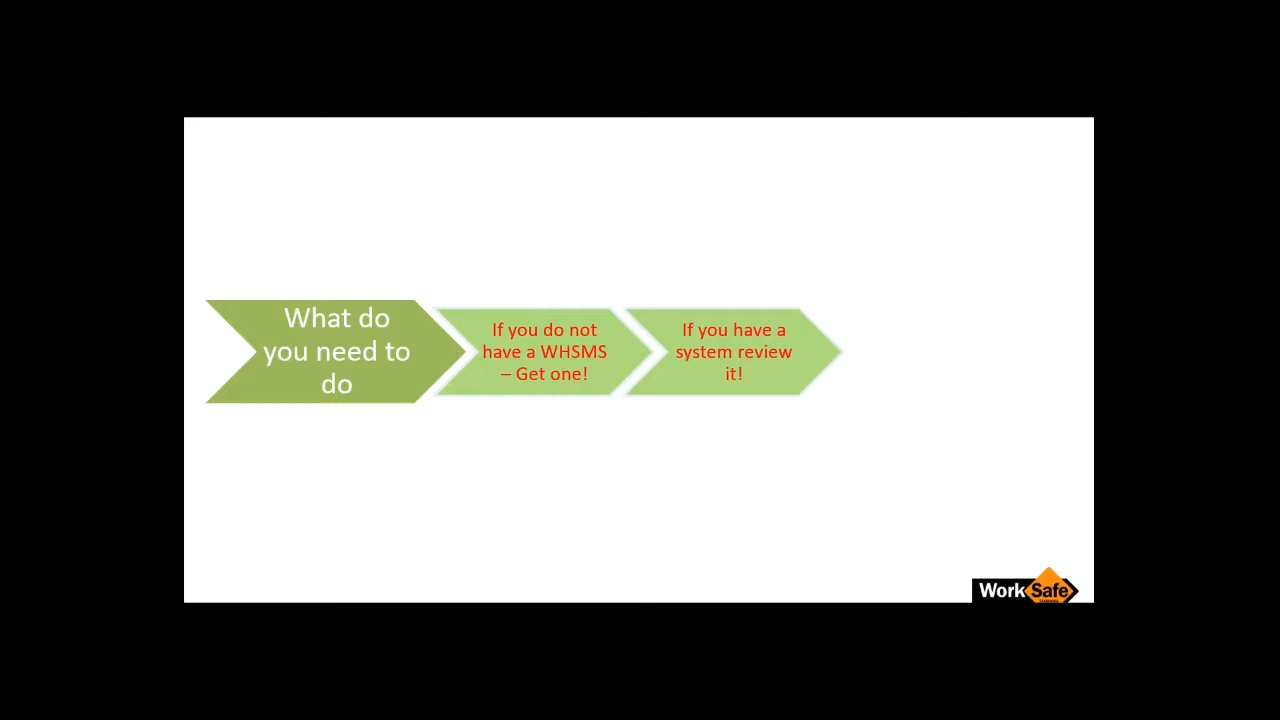 What do
you need to
do
If you do not
have a WHSMS
– Get one!
If you have a
system review
it!
WorkSafe